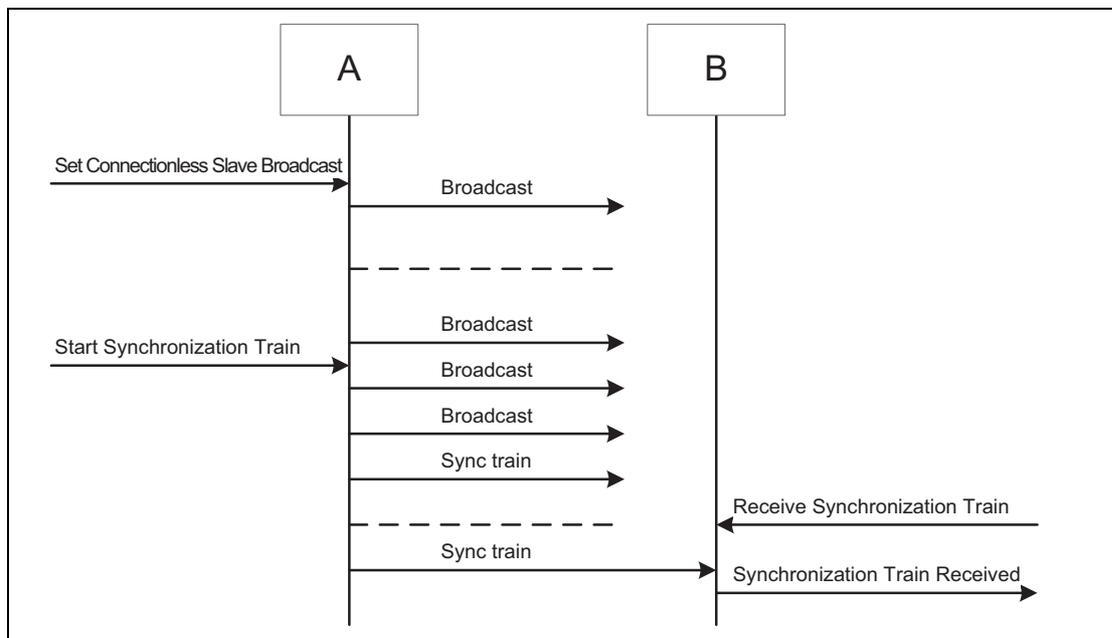 A
B
Set Connectionless Slave Broadcast
Broadcast
Broadcast
Start Synchronization Train
Broadcast
Broadcast
Sync train
Receive Synchronization Train
Sync train
Synchronization Train Received